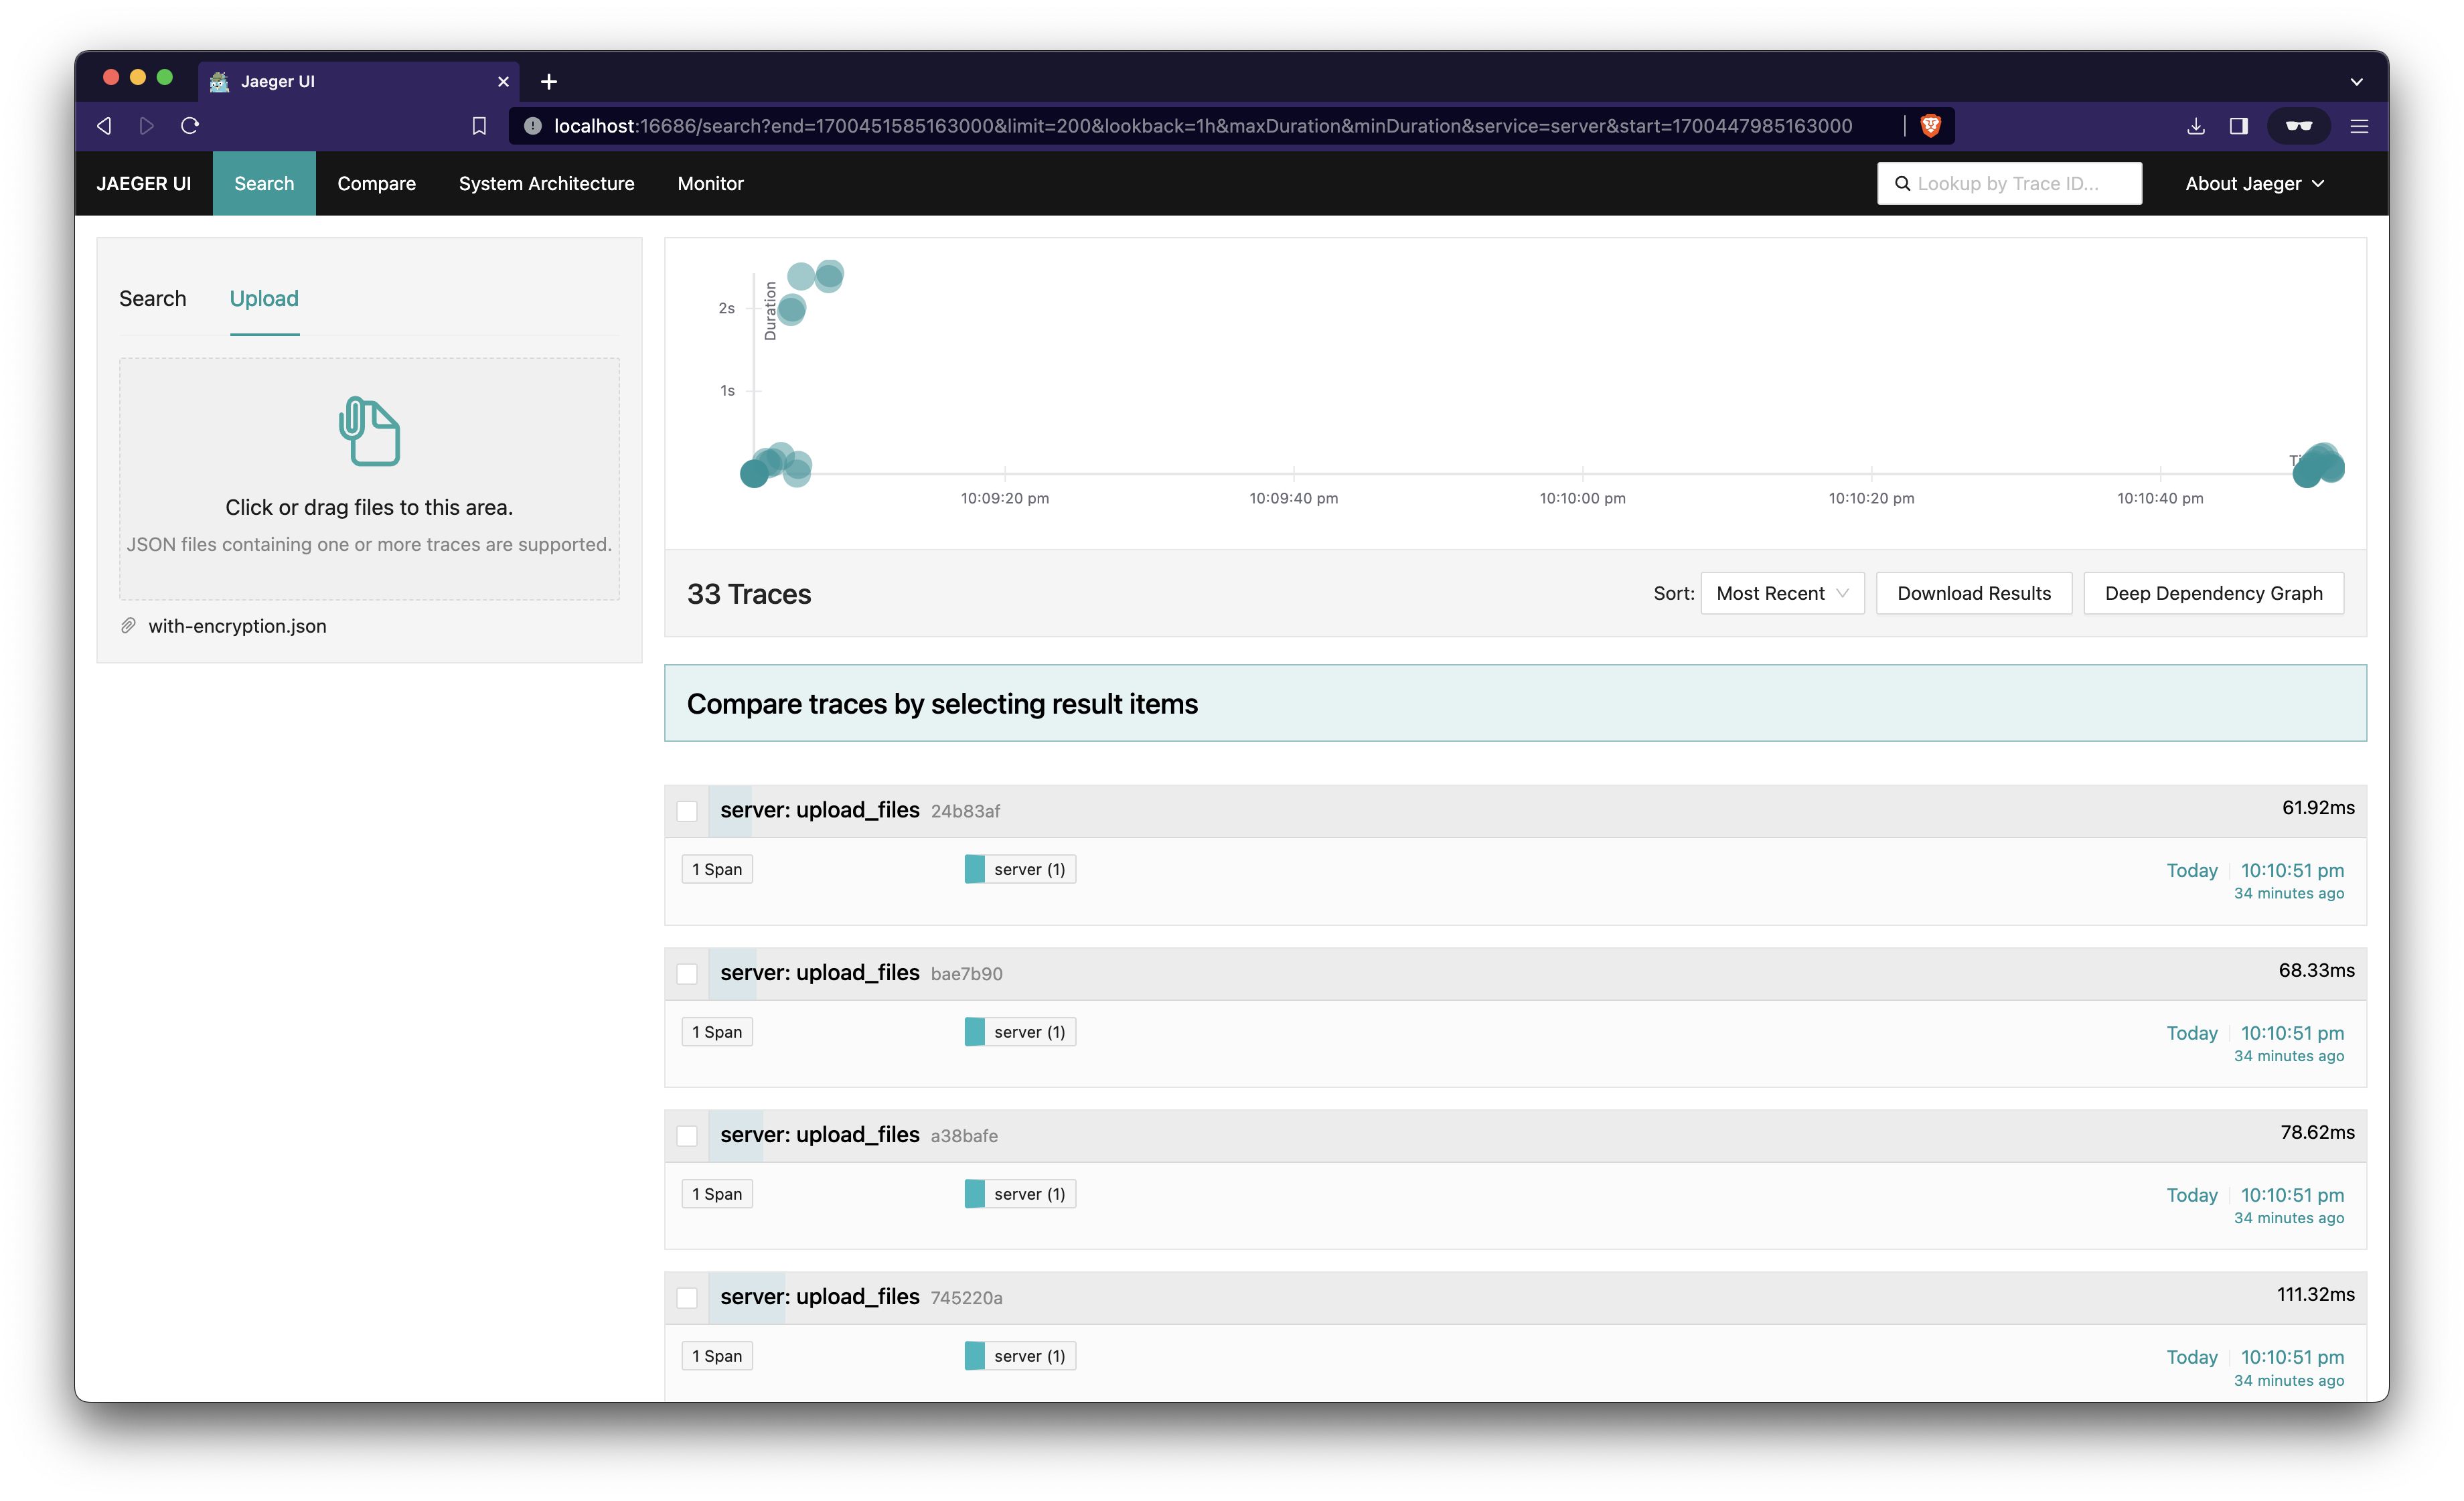 Jaeger UI
localhost:16686/search?end=1700451585163000&limit=200&lookback=1h&maxDuration&minDuration&service=server&start=1700447985163000
JAEGER UI Search Compare System Architecture Monitor Lookup by Trace ID... About Jaeger
Search Upload
Click or drag files to this area.
JSON files containing one or more traces are supported.
with-encryption.json
Duration
2s
1s
10:09:20 pm 10:09:40 pm 10:10:00 pm 10:10:20 pm 10:10:40 pm
33 Traces Sort: Most Recent Download Results Deep Dependency Graph
Compare traces by selecting result items
server: upload_files 24b83af 61.92ms
1 Span server (1) Today 10:10:51 pm
34 minutes ago
server: upload_files bae7b90 68.33ms
1 Span server (1) Today 10:10:51 pm
34 minutes ago
server: upload_files a38bafe 78.62ms
1 Span server (1) Today 10:10:51 pm
34 minutes ago
server: upload_files 745220a 111.32ms
1 Span server (1) Today 10:10:51 pm
34 minutes ago